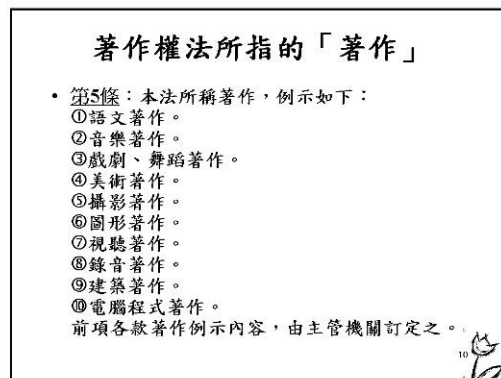 著作權法所指的「著作」
• 第5條：本法所稱著作，例示如下：
①語文著作。
②音樂著作。
③戲劇、舞蹈著作。
④美術著作。
⑤攝影著作。
⑥圖形著作。
⑦視聽著作。
⑧錄音著作。
⑨建築著作。
⑩電腦程式著作。
前項各款著作例示內容，由主管機關訂定之。
10